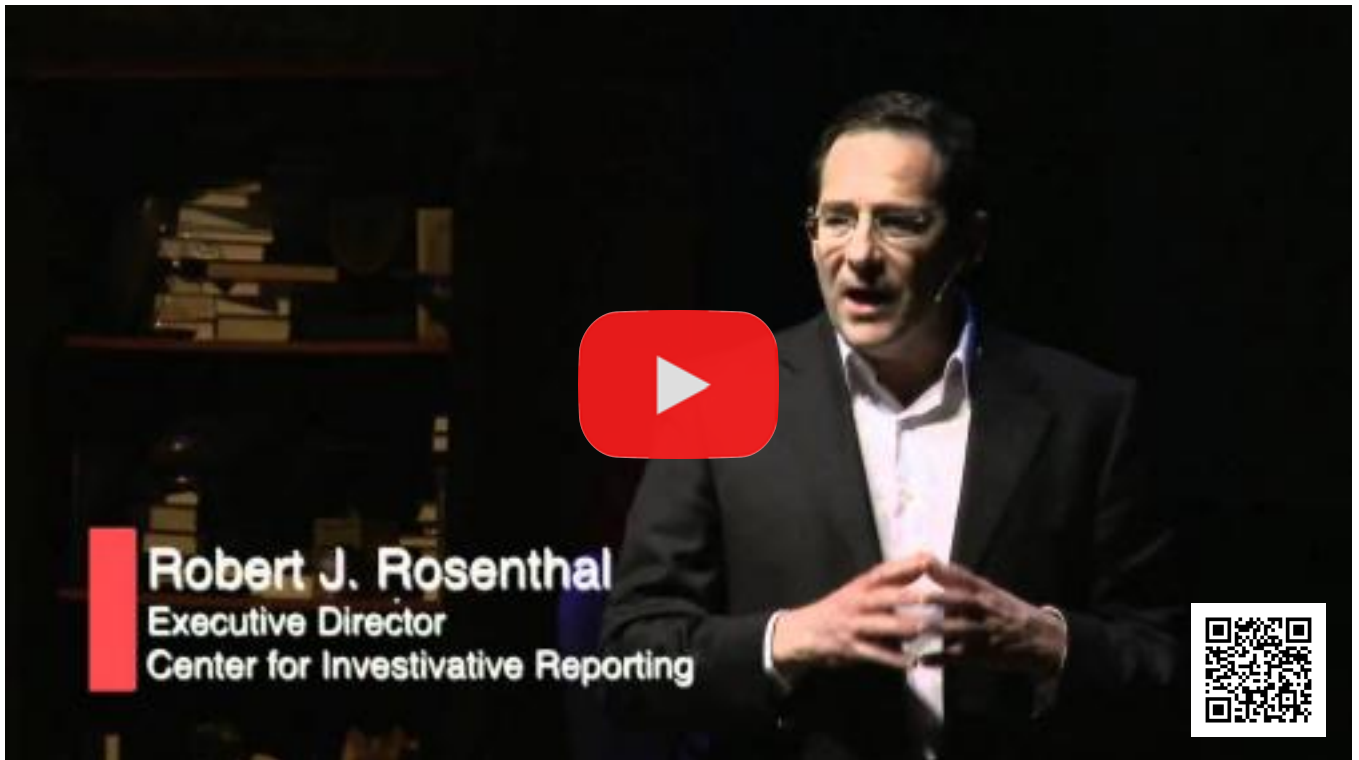 Robert J. Rosenthal
Executive Director
Center for Investivative Reporting